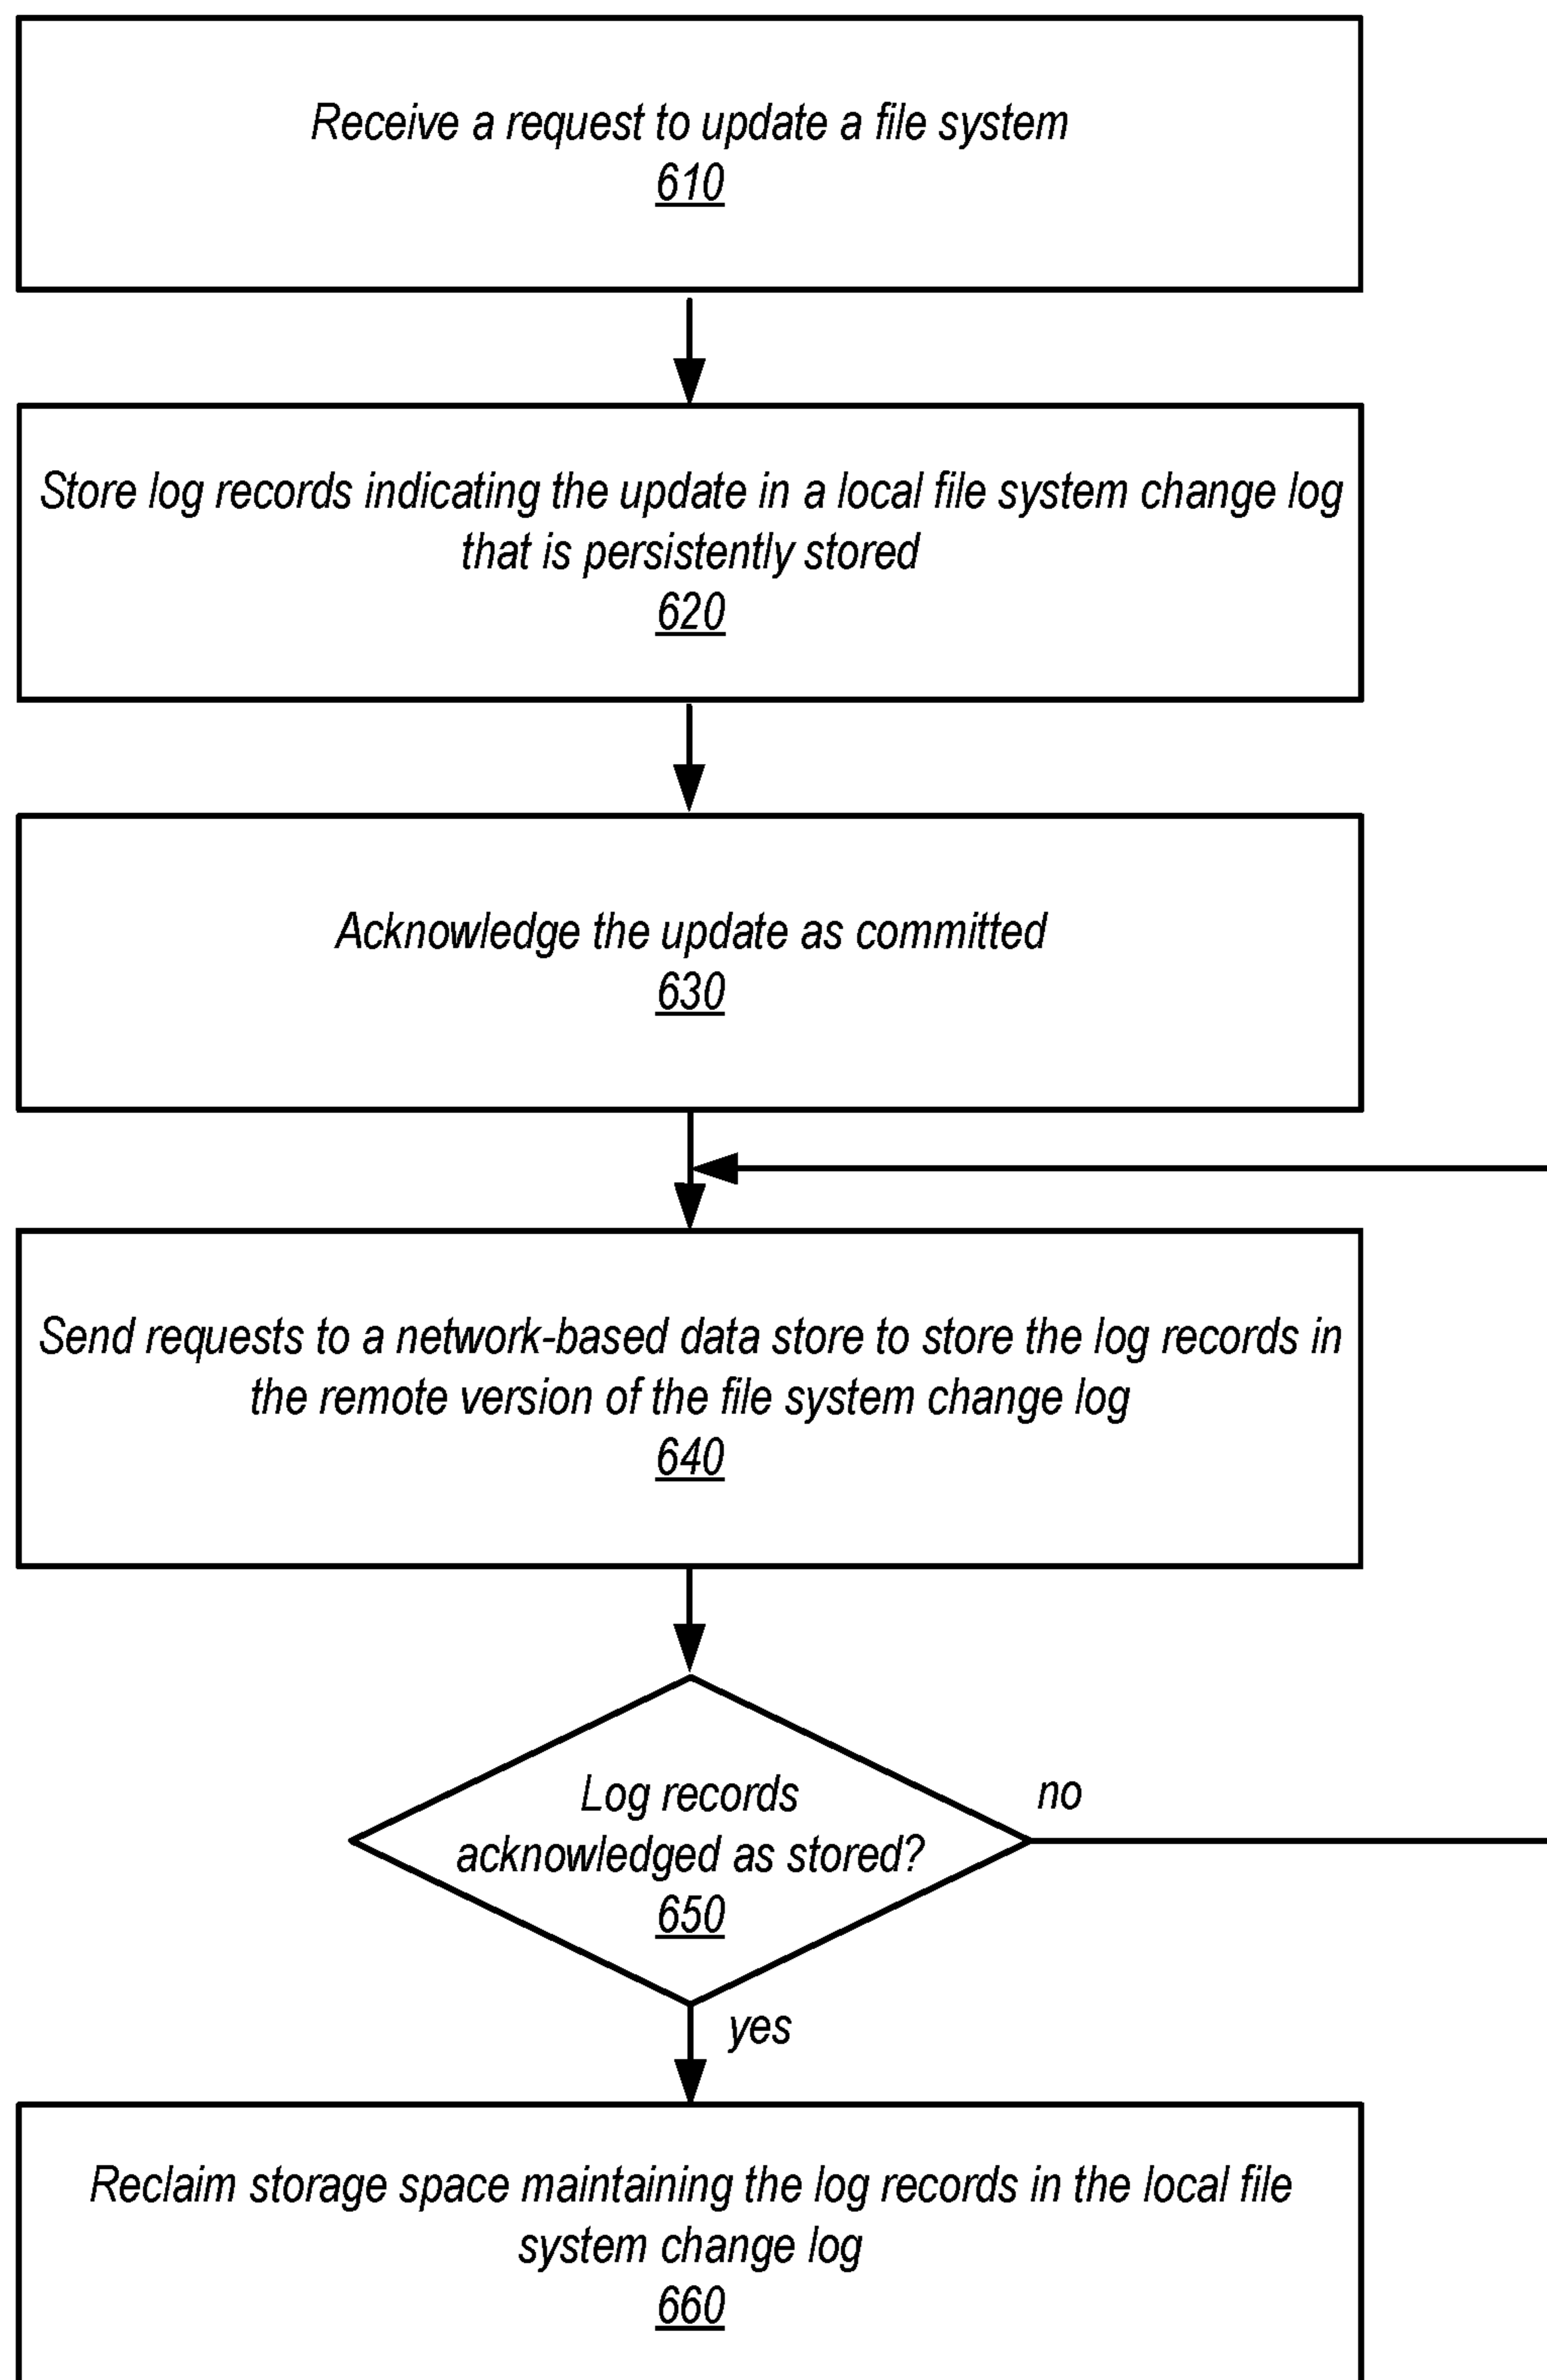 Receive a request to update a file system
610
Store log records indicating the update in a local file system change log
that is persistently stored
620
Acknowledge the update as committed
630
Send requests to a network-based data store to store the log records in
the remote version of the file system change log
640
Log records
acknowledged as stored?
650
no
yes
Reclaim storage space maintaining the log records in the local file
system change log
660